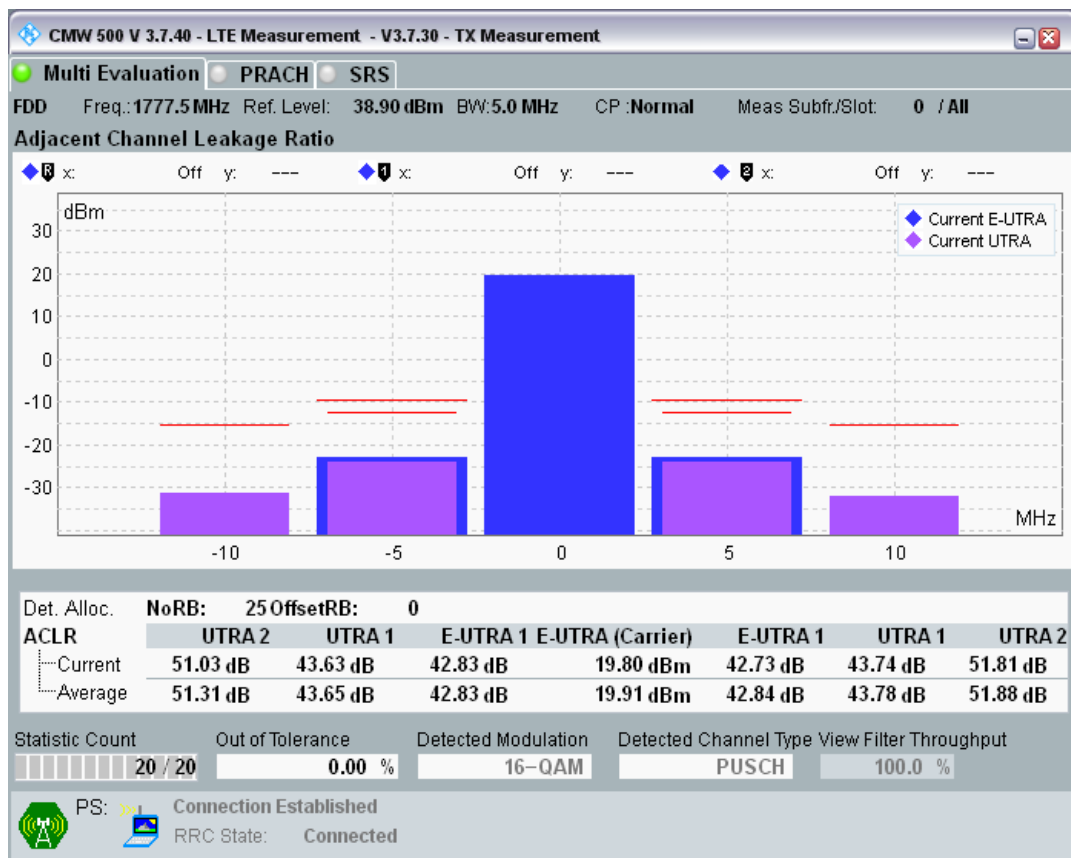 CMW 500 V 3.7.40 - LTE Measurement - V3.7.30 - TX Measurement
Multi Evaluation PRACH SRS
FDD Freq.:1777.5 MHz Ref. Level: 38.90 dBm BW:5.0 MHz CP :Normal Meas Subfr./Slot: 0 / All
Adjacent Channel Leakage Ratio
R x: Off y: --- 1 x: Off y: --- 2 x: Off y: ---
dBm
Current E-UTRA
Current UTRA
30
20
10
0
-10
-20
-30
MHz
-10 -5 0 5 10
Det. Alloc. NoRB: 25 OffsetRB: 0
ACLR UTRA 2 UTRA 1 E-UTRA 1 E-UTRA (Carrier) E-UTRA 1 UTRA 1 UTRA 2
Current 51.03 dB 43.63 dB 42.83 dB 19.80 dBm 42.73 dB 43.74 dB 51.81 dB
Average 51.31 dB 43.65 dB 42.83 dB 19.91 dBm 42.84 dB 43.78 dB 51.88 dB
Statistic Count Out of Tolerance Detected Modulation Detected Channel Type View Filter Throughput
20 / 20 0.00 % 16-QAM PUSCH 100.0 %
PS: Connection Established
RRC State: Connected